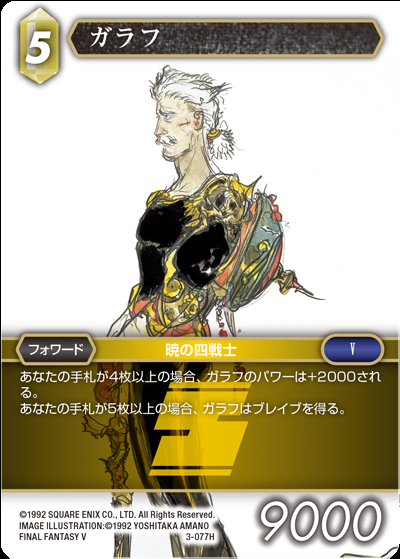 5
ガラフ
フォワード
暁の四戦士
V
あなたの手札が4枚以上の場合、ガラフのパワーは+2000され
る。
あなたの手札が5枚以上の場合、ガラフはブレイブを得る。
©1992 SQUARE ENIX CO., LTD. All Rights Reserved.
IMAGE ILLUSTRATION:©1992 YOSHITAKA AMANO
FINAL FANTASY V
3-077H
9000